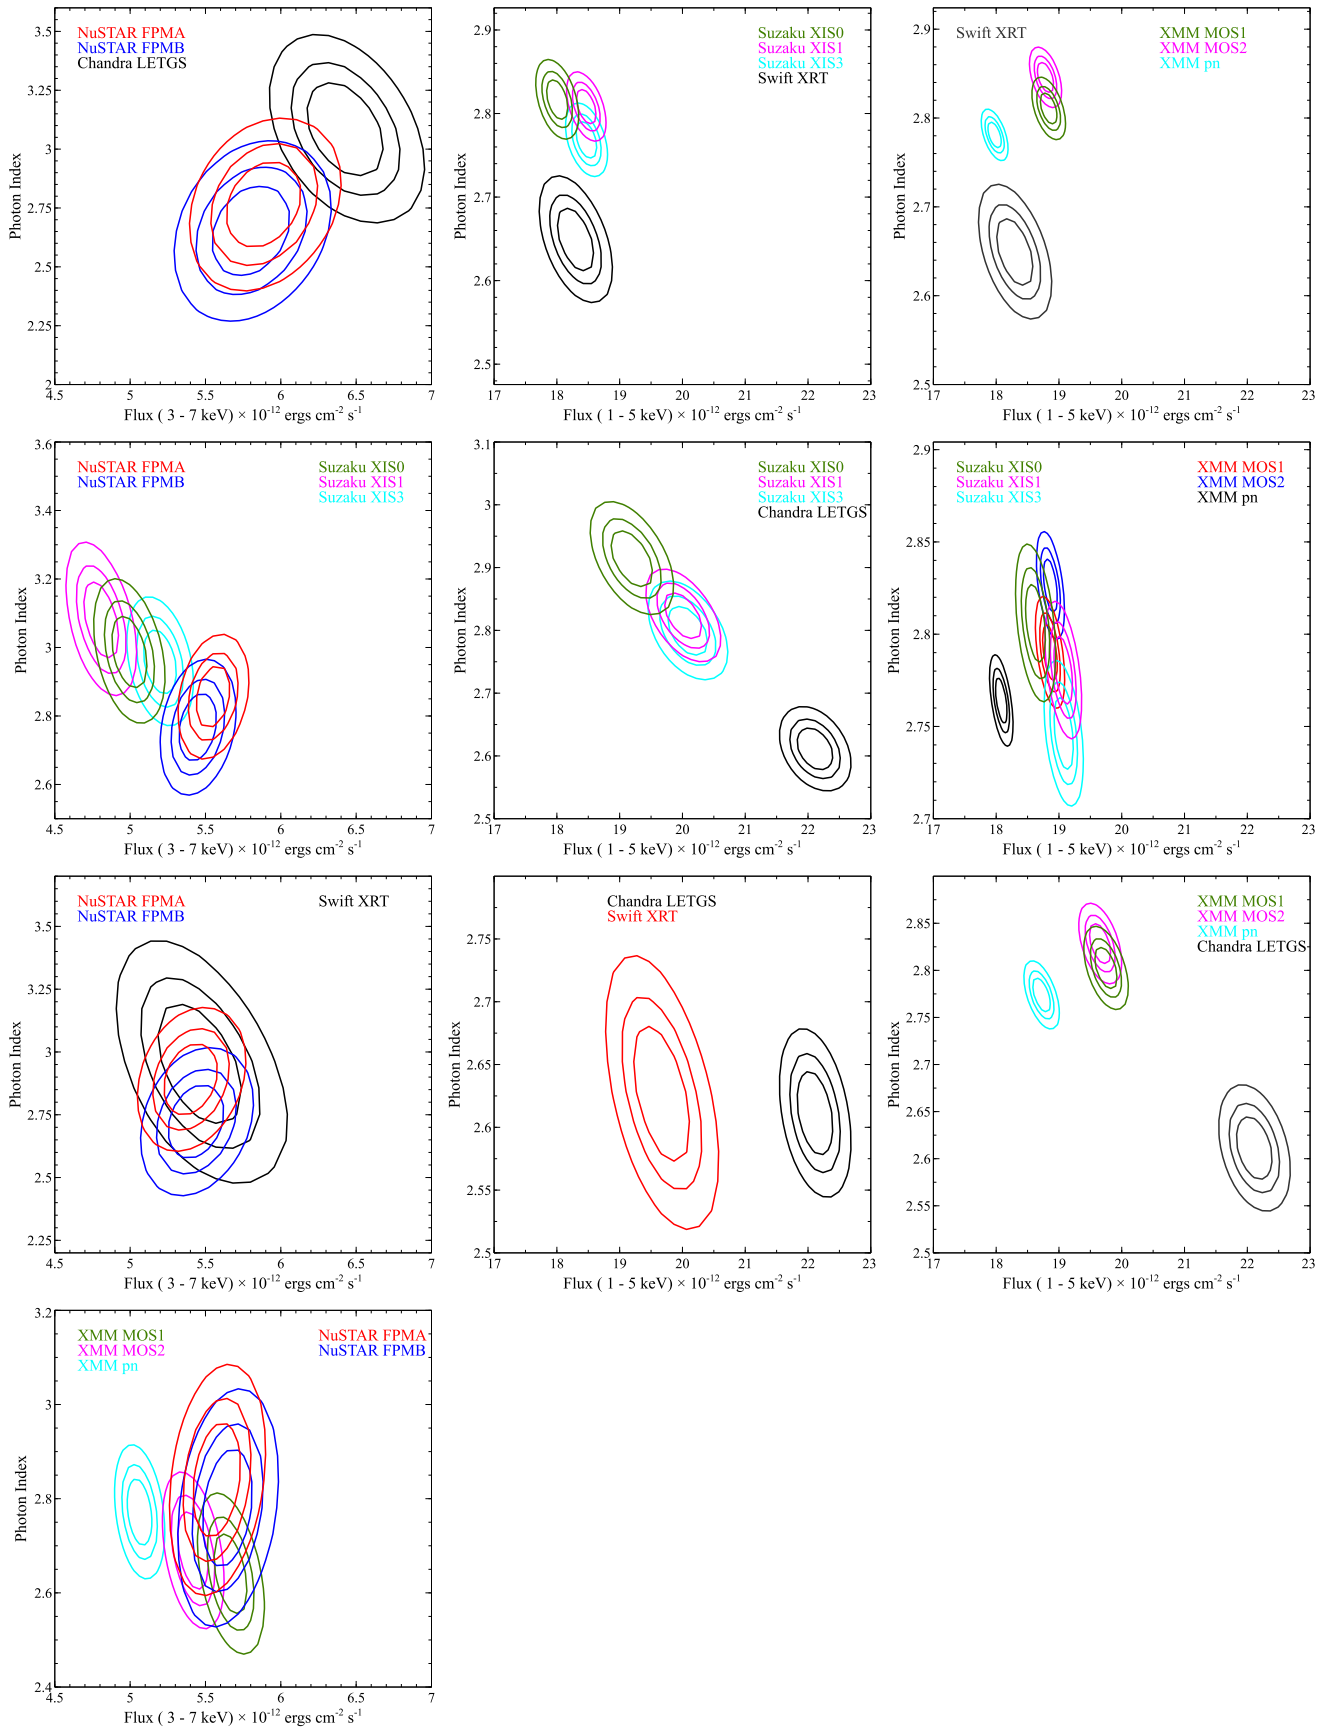 NuSTAR FPMA
NuSTAR FPMB
Chandra LETGS
3.5
3.25
3
2.75
2.5
2.25
2
Photon Index
4.5 5 5.5 6 6.5 7
Flux ( 3 - 7 keV) × 10⁻¹² ergs cm⁻² s⁻¹
Suzaku XIS0
Suzaku XIS1
Suzaku XIS3
Swift XRT
2.9
2.8
2.7
2.6
2.5
Photon Index
17 18 19 20 21 22 23
Flux ( 1 - 5 keV) × 10⁻¹² ergs cm⁻² s⁻¹
Swift XRT
XMM MOS1
XMM MOS2
XMM pn
2.9
2.8
2.7
2.6
2.5
Photon Index
17 18 19 20 21 22 23
Flux ( 1 - 5 keV) × 10⁻¹² ergs cm⁻² s⁻¹
NuSTAR FPMA
NuSTAR FPMB
Suzaku XIS0
Suzaku XIS1
Suzaku XIS3
3.6
3.4
3.2
3
2.8
2.6
Photon Index
4.5 5 5.5 6 6.5 7
Flux ( 3 - 7 keV) × 10⁻¹² ergs cm⁻² s⁻¹
Suzaku XIS0
Suzaku XIS1
Suzaku XIS3
Chandra LETGS
3.1
3
2.9
2.8
2.7
2.6
2.5
Photon Index
17 18 19 20 21 22 23
Flux ( 1 - 5 keV) × 10⁻¹² ergs cm⁻² s⁻¹
Suzaku XIS0
Suzaku XIS1
Suzaku XIS3
XMM MOS1
XMM MOS2
XMM pn
2.9
2.85
2.8
2.75
2.7
Photon Index
17 18 19 20 21 22 23
Flux ( 1 - 5 keV) × 10⁻¹² ergs cm⁻² s⁻¹
NuSTAR FPMA
NuSTAR FPMB
Swift XRT
3.5
3.25
3
2.75
2.5
2.25
Photon Index
4.5 5 5.5 6 6.5 7
Flux ( 3 - 7 keV) × 10⁻¹² ergs cm⁻² s⁻¹
Chandra LETGS
Swift XRT
2.75
2.7
2.65
2.6
2.55
2.5
Photon Index
17 18 19 20 21 22 23
Flux ( 1 - 5 keV) × 10⁻¹² ergs cm⁻² s⁻¹
XMM MOS1
XMM MOS2
XMM pn
Chandra LETGS
2.85
2.8
2.75
2.7
2.65
2.6
2.55
2.5
Photon Index
17 18 19 20 21 22 23
Flux ( 1 - 5 keV) × 10⁻¹² ergs cm⁻² s⁻¹
XMM MOS1
XMM MOS2
XMM pn
NuSTAR FPMA
NuSTAR FPMB
3.2
3
2.8
2.6
2.4
Photon Index
4.5 5 5.5 6 6.5 7
Flux ( 3 - 7 keV) × 10⁻¹² ergs cm⁻² s⁻¹